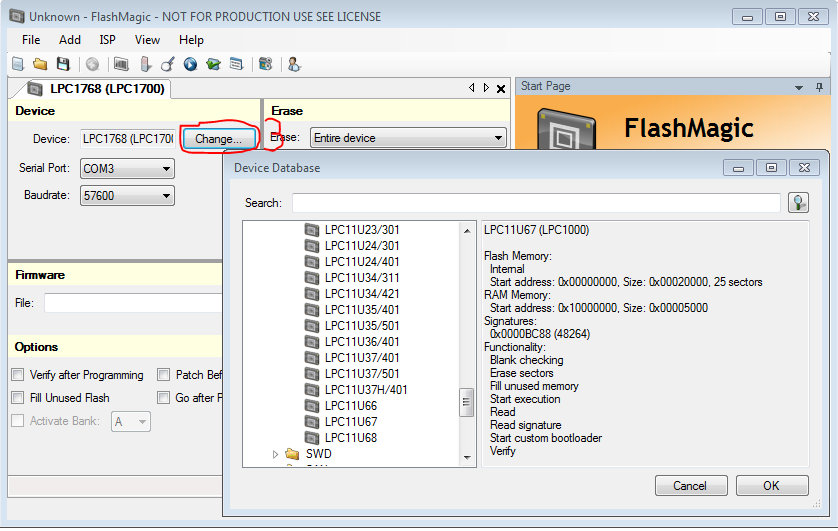 Unknown - FlashMagic - NOT FOR PRODUCTION USE SEE LICENSE
File Add ISP View Help
LPC1768 (LPC1700)
Start Page
Device
Erase
FlashMagic
Device: LPC1768 (LPC170 Change...
Erase: Entire device
Serial Port: COM3
Baudrate: 57600
Device Database
Search:
LPC11U23/301
LPC11U24/301
LPC11U24/401
LPC11U34/311
LPC11U34/421
LPC11U35/401
LPC11U35/501
LPC11U36/401
LPC11U37/401
LPC11U37/501
LPC11U37H/401
LPC11U66
LPC11U67
LPC11U68
SWD
LPC11U67 (LPC1000)
Flash Memory:
Internal
Start address: 0x00000000, Size: 0x00020000, 25 sectors
RAM Memory:
Start address: 0x10000000, Size: 0x00005000
Signatures:
0x0000BC88 (48264)
Functionality:
Blank checking
Erase sectors
Fill unused memory
Start execution
Read
Read signature
Start custom bootloader
Verify
Cancel OK
Firmware
File:
Options
Verify after Programming Patch Bef
Fill Unused Flash Go after P
Activate Bank: A